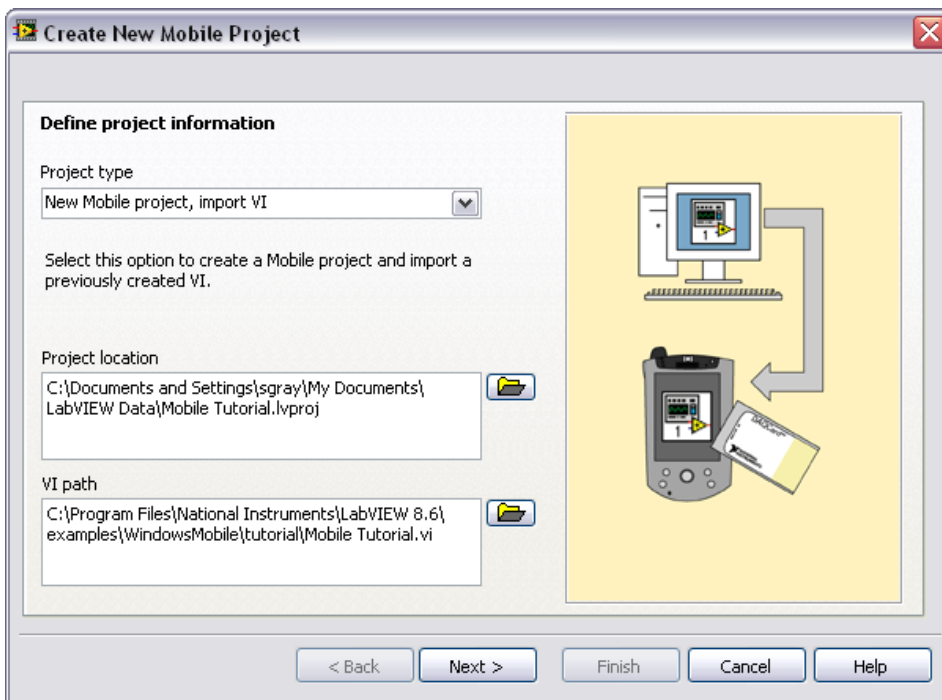 Create New Mobile Project
Define project information
Project type
New Mobile project, import VI
Select this option to create a Mobile project and import a
previously created VI.
Project location
C:\Documents and Settings\sgray\My Documents\
LabVIEW Data\Mobile Tutorial.lvproj
VI path
C:\Program Files\National Instruments\LabVIEW 8.6\
examples\WindowsMobile\tutorial\Mobile Tutorial.vi
1
1
DAQCard
< Back
Next >
Finish
Cancel
Help